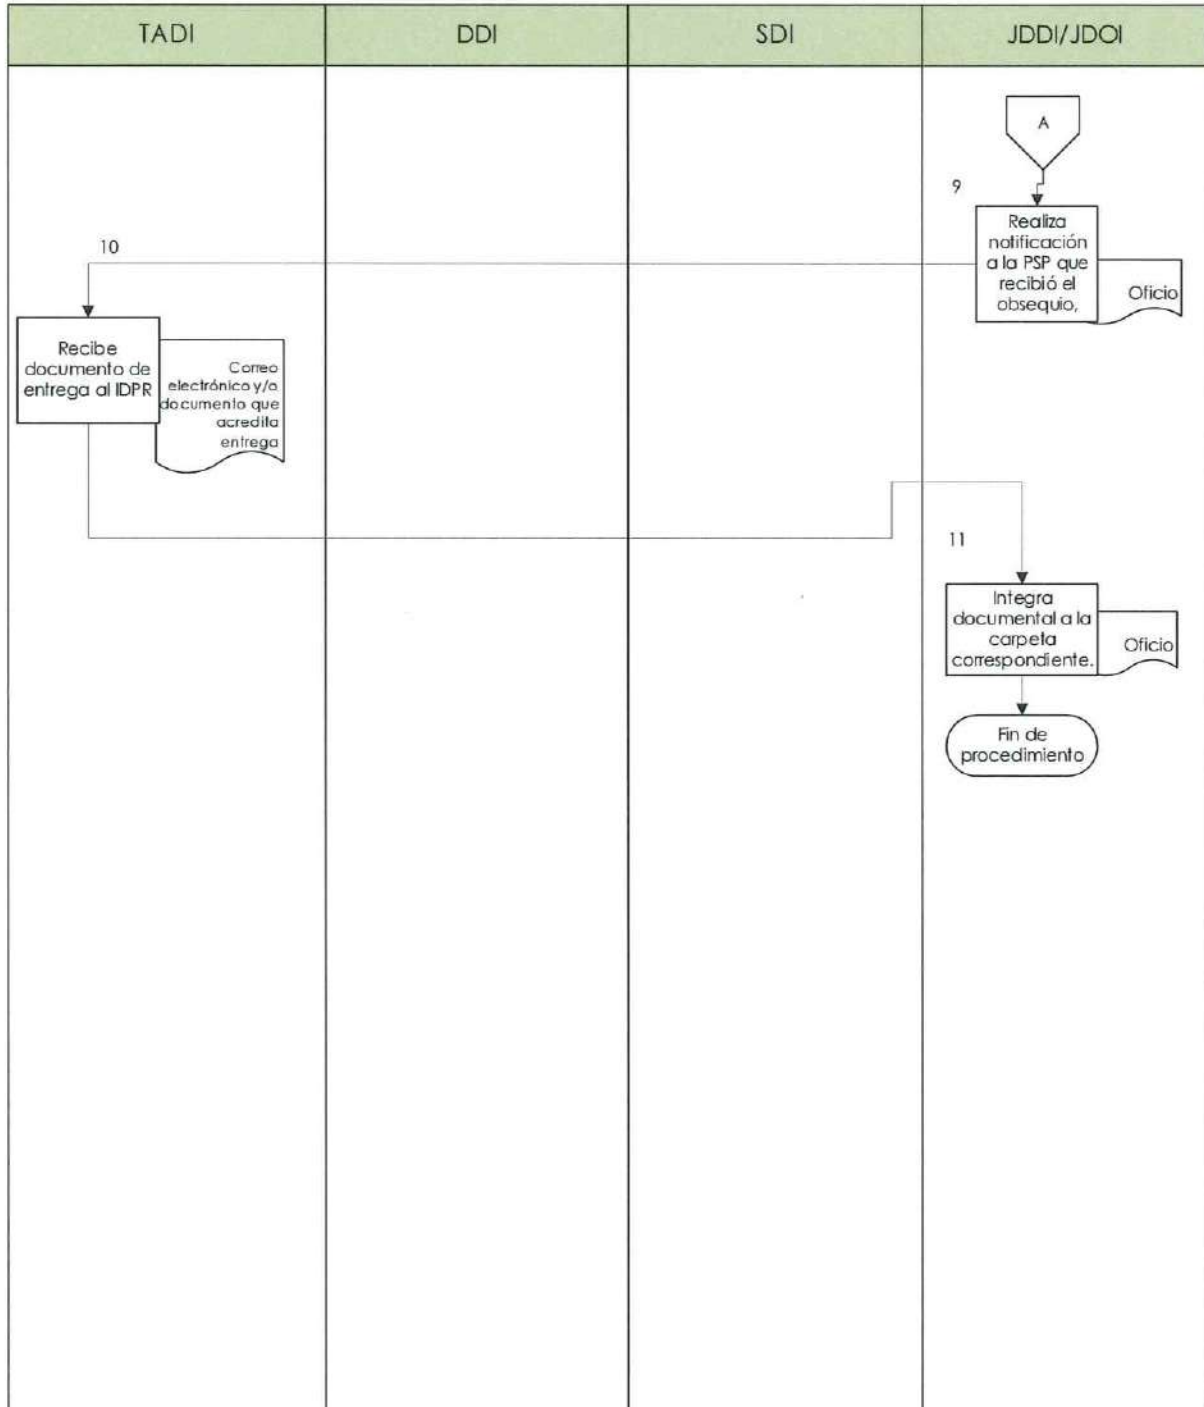 TADI
DDI
SDI
JDDI/JDOI
A
9
Realiza
notificación
a la PSP que
recibió el
obsequio,
Oficio
10
Recibe
documento de
entrega al IDPR
Correo
electrónico y/o
documento que
acredita
entrega
11
Integra
documental a la
carpeta
correspondiente.
Oficio
Fin de
procedimiento